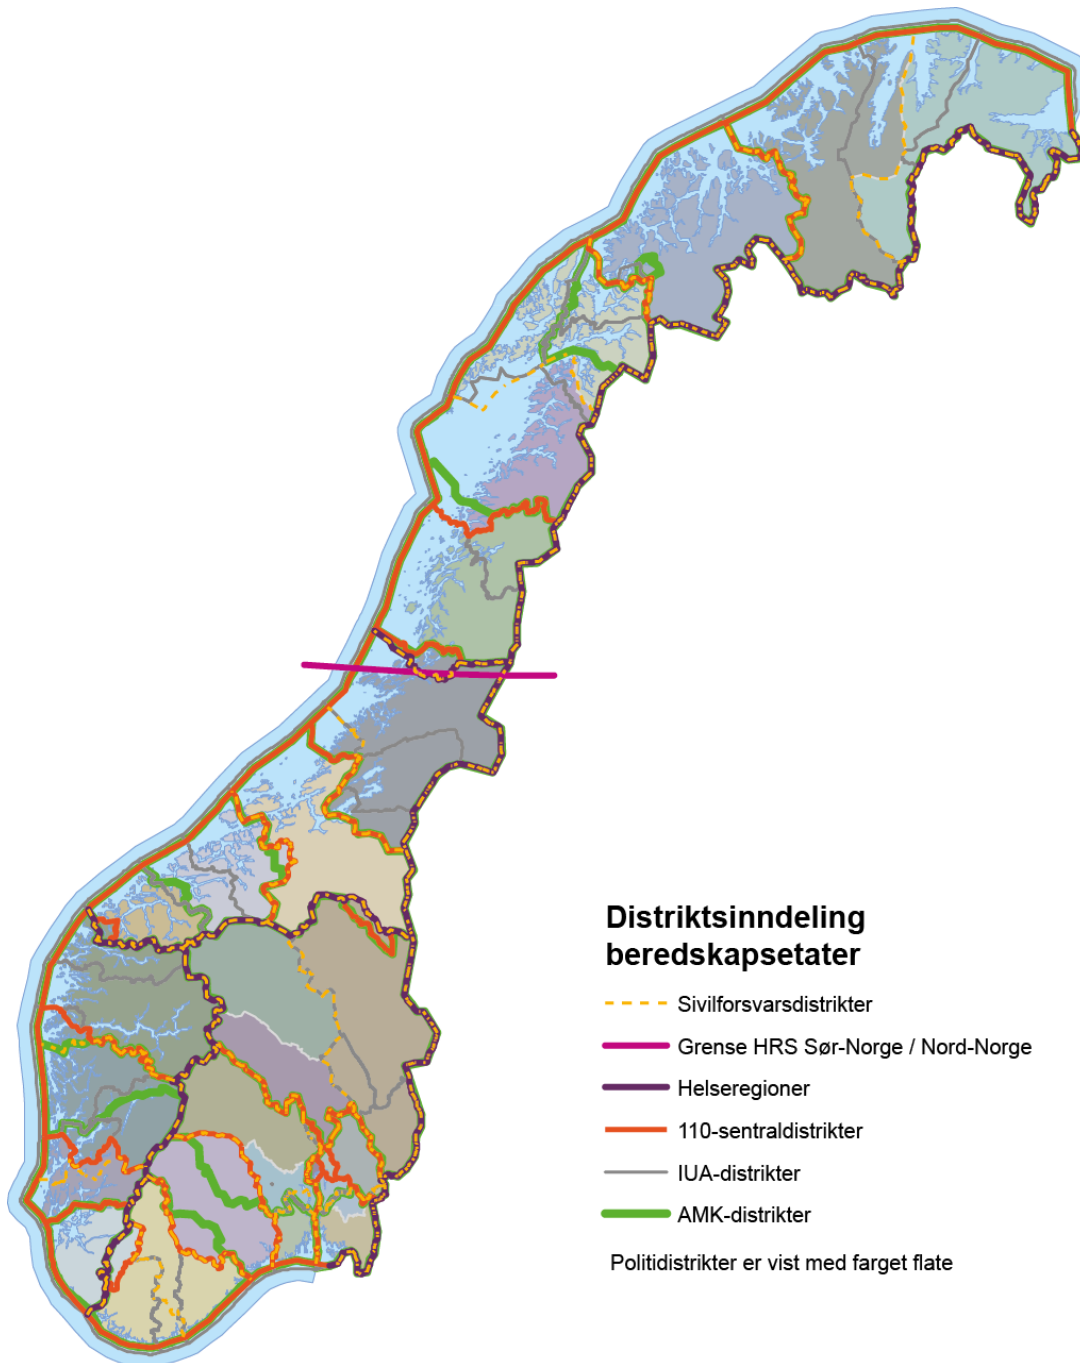 Distriktsinndeling
beredskapsetater
Sivilforsvarsdistrikter
Grense HRS Sør-Norge / Nord-Norge
Helseregioner
110-sentraldistrikter
IUA-distrikter
AMK-distrikter
Politidistrikter er vist med farget flate